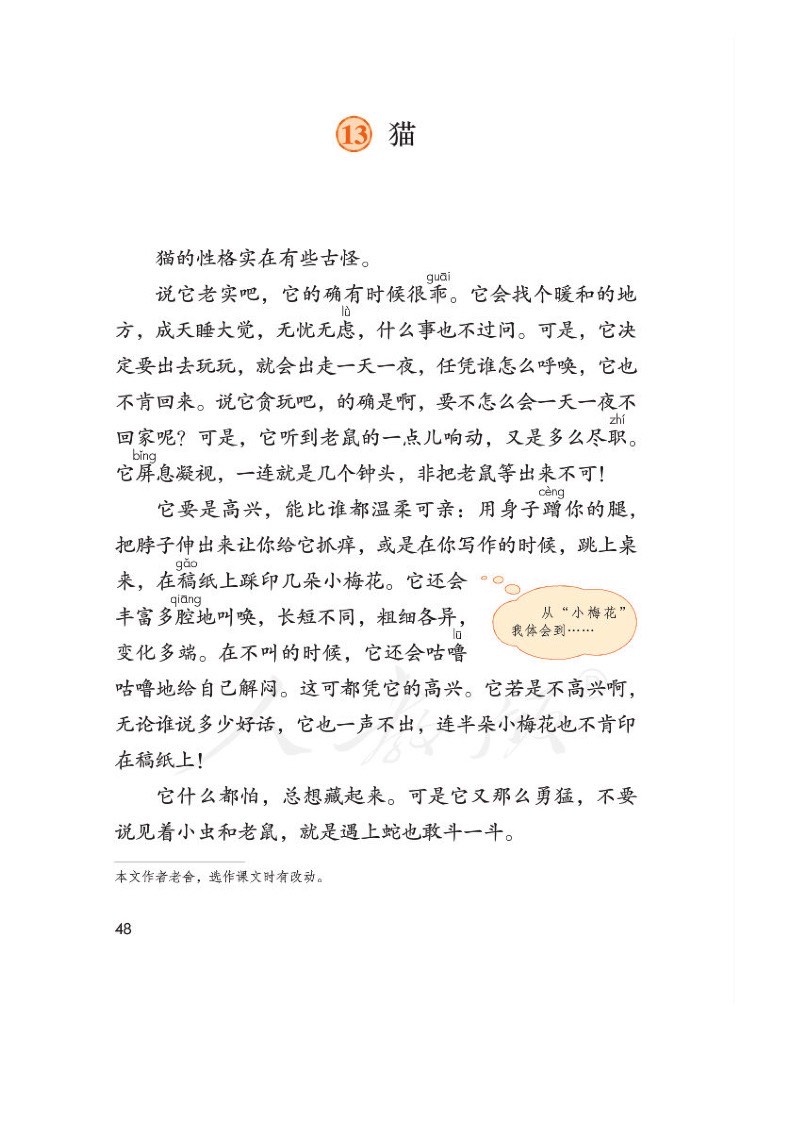 13 猫
猫的性格实在有些古怪。
guāi
说它老实吧，它的确有时候很乖。它会找个暖和的地
lǜ
方，成天睡大觉，无忧无虑，什么事也不过问。可是，它决
定要出去玩玩，就会出走一天一夜，任凭谁怎么呼唤，它也
不肯回来。说它贪玩吧，的确是啊，要不怎么会一天一夜不
zhí
回家呢？可是，它听到老鼠的一点儿响动，又是多么尽职。
bǐng
它屏息凝视，一连就是几个钟头，非把老鼠等出来不可！
cèng
它要是高兴，能比谁都温柔可亲：用身子蹭你的腿，
把脖子伸出来让你给它抓痒，或是在你写作的时候，跳上桌
gǎo
来，在稿纸上踩印几朵小梅花。它还会
qiāng
丰富多腔地叫唤，长短不同，粗细各异，
lū
变化多端。在不叫的时候，它还会咕噜
咕噜地给自己解闷。这可都凭它的高兴。它若是不高兴啊，
无论谁说多少好话，它也一声不出，连半朵小梅花也不肯印
在稿纸上！
从“小梅花”
我体会到……
它什么都怕，总想藏起来。可是它又那么勇猛，不要
说见着小虫和老鼠，就是遇上蛇也敢斗一斗。
本文作者老舍，选作课文时有改动。
48
人教版